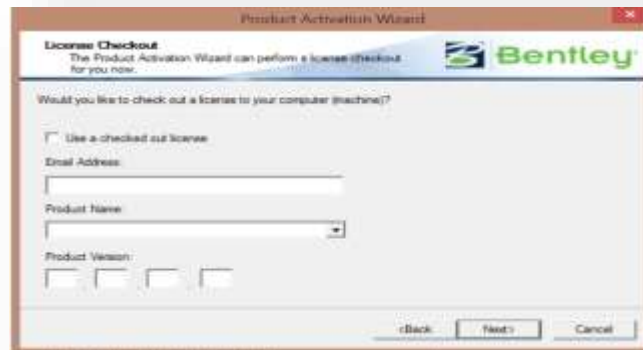 Product Activation Wizard
License Checkout
The Product Activation Wizard can perform a license checkout
for you now.
Bentley
Would you like to check out a license to your computer (machine)?
Use a checked out license
Email Address:
Product Name:
Product Version:
<Back
Next>
Cancel